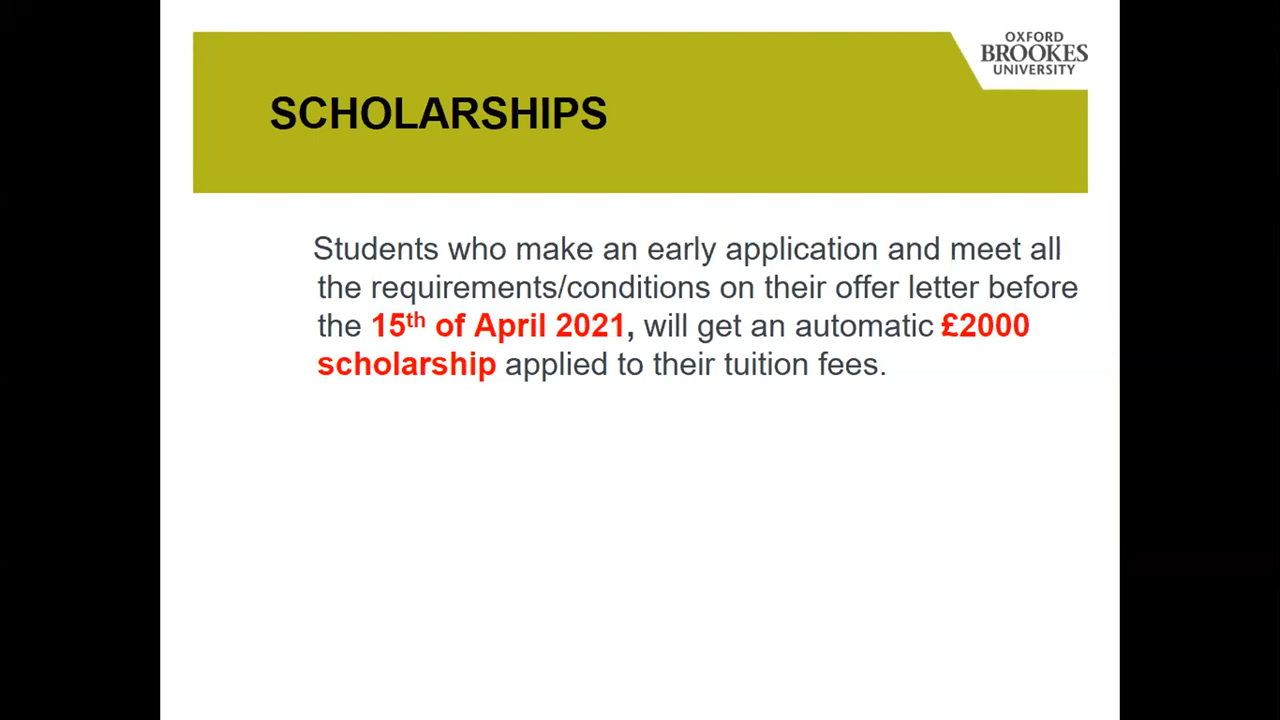 OXFORD
BROOKES
UNIVERSITY
SCHOLARSHIPS
Students who make an early application and meet all
the requirements/conditions on their offer letter before
the 15th of April 2021, will get an automatic £2000
scholarship applied to their tuition fees.